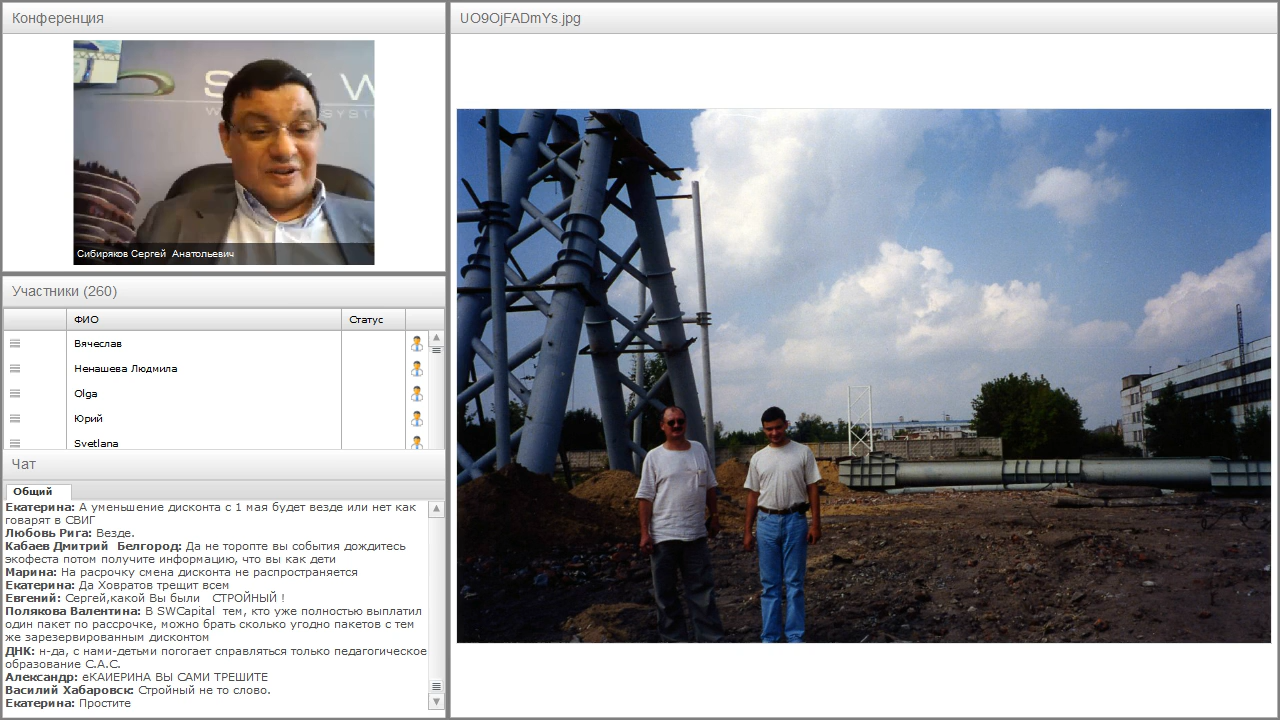 Конференция
S W
W SYSTE
Сибиряков Сергей Анатольевич
Участники (260)
ФИО Статус
Вячеслав
Ненашева Людмила
Olga
Юрий
Svetlana
Чат
Общий
Екатерина: А уменьшение дисконта с 1 мая будет везде или нет как
говарят в СВИГ
Любовь Рига: Везде.
Кабаев Дмитрий Белгород: Да не торопте вы события дождитесь
экофеста потом получите информацию, что вы как дети
Марина: На расрочку смена дисконта не распространяется
Екатерина: Да Ховратов трещит всем
Евгений: Сергей,какой Вы были СТРОЙНЫЙ !
Полякова Валентина: В SWCapital тем, кто уже полностью выплатил
один пакет по рассрочке, можно брать сколько угодно пакетов с тем
же зарезервированным дисконтом
ДНК: н-да, с нами-детьми погогает справляться только педагогическое
образование С.А.С.
Александр: еКАИЕРИНА ВЫ САМИ ТРЕШИТЕ
Василий Хабаровск: Стройный не то слово.
Екатерина: Простите
UO9OjFADmYs.jpg